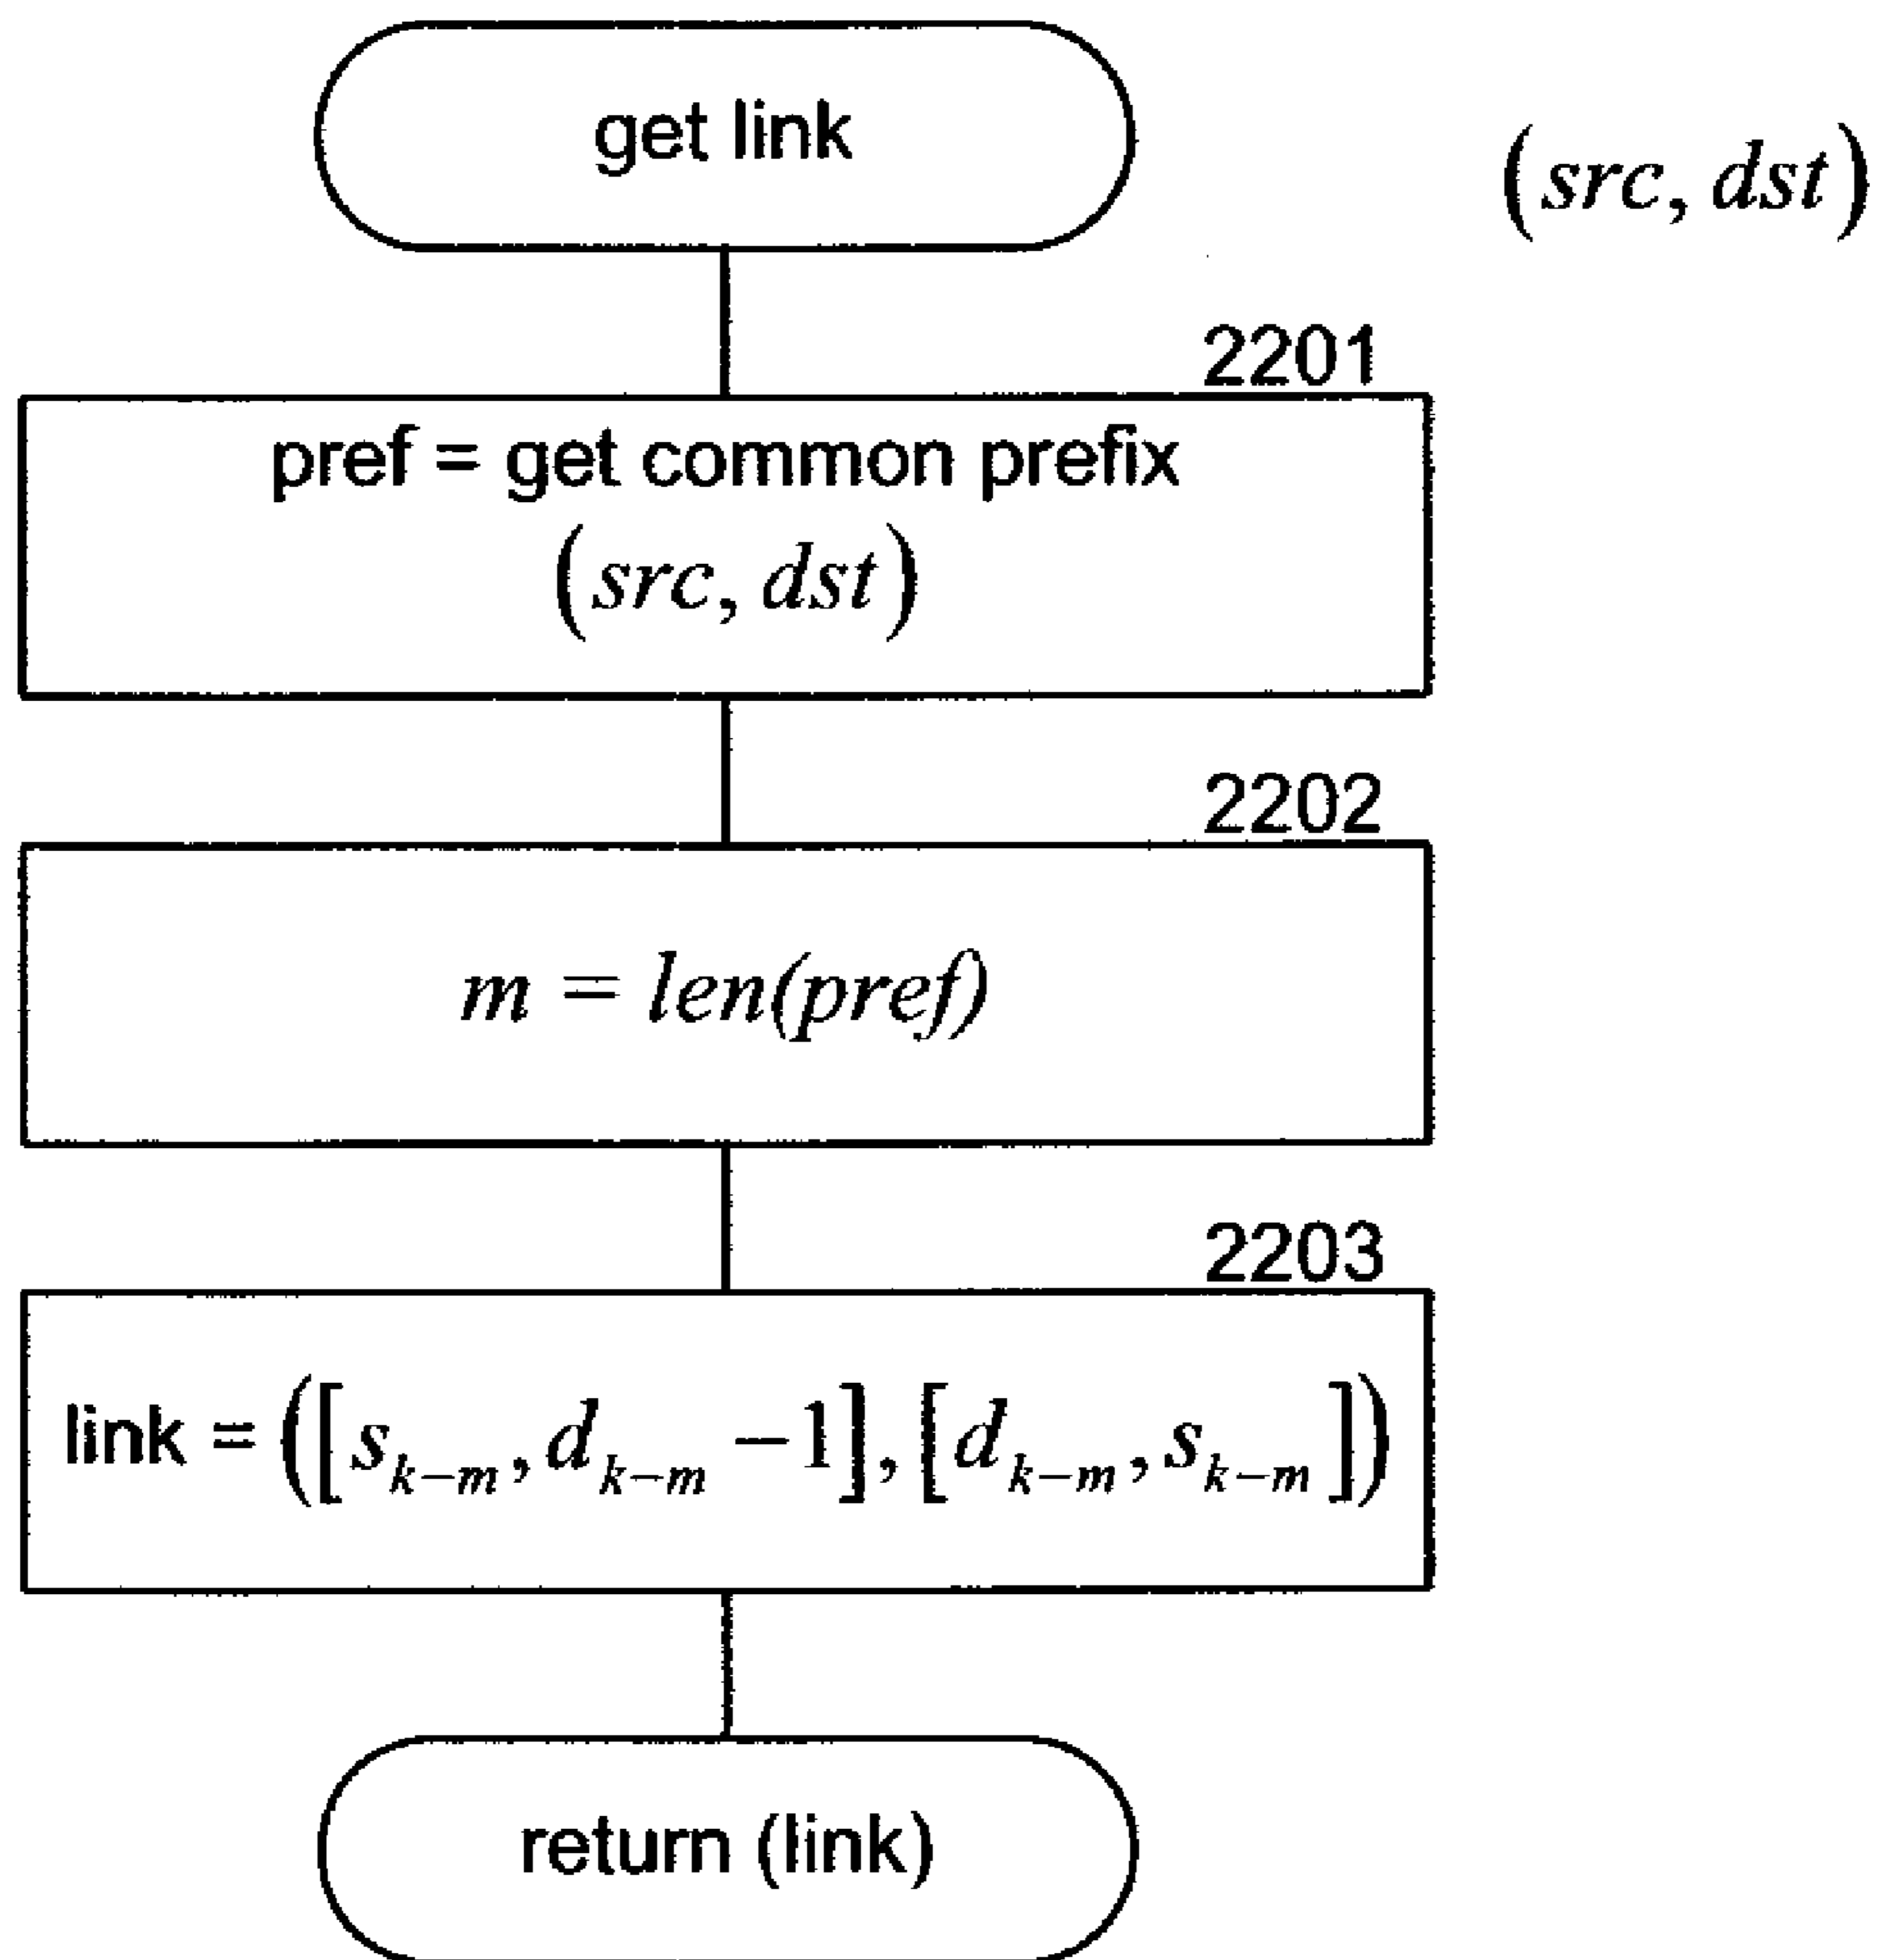 get link
(src, dst)
2201
pref = get common prefix
(src, dst)
2202
m = len(pref)
2203
link = ([s_{k-m}, d_{k-m} -1], [d_{k-m}, s_{k-m}])
return (link)